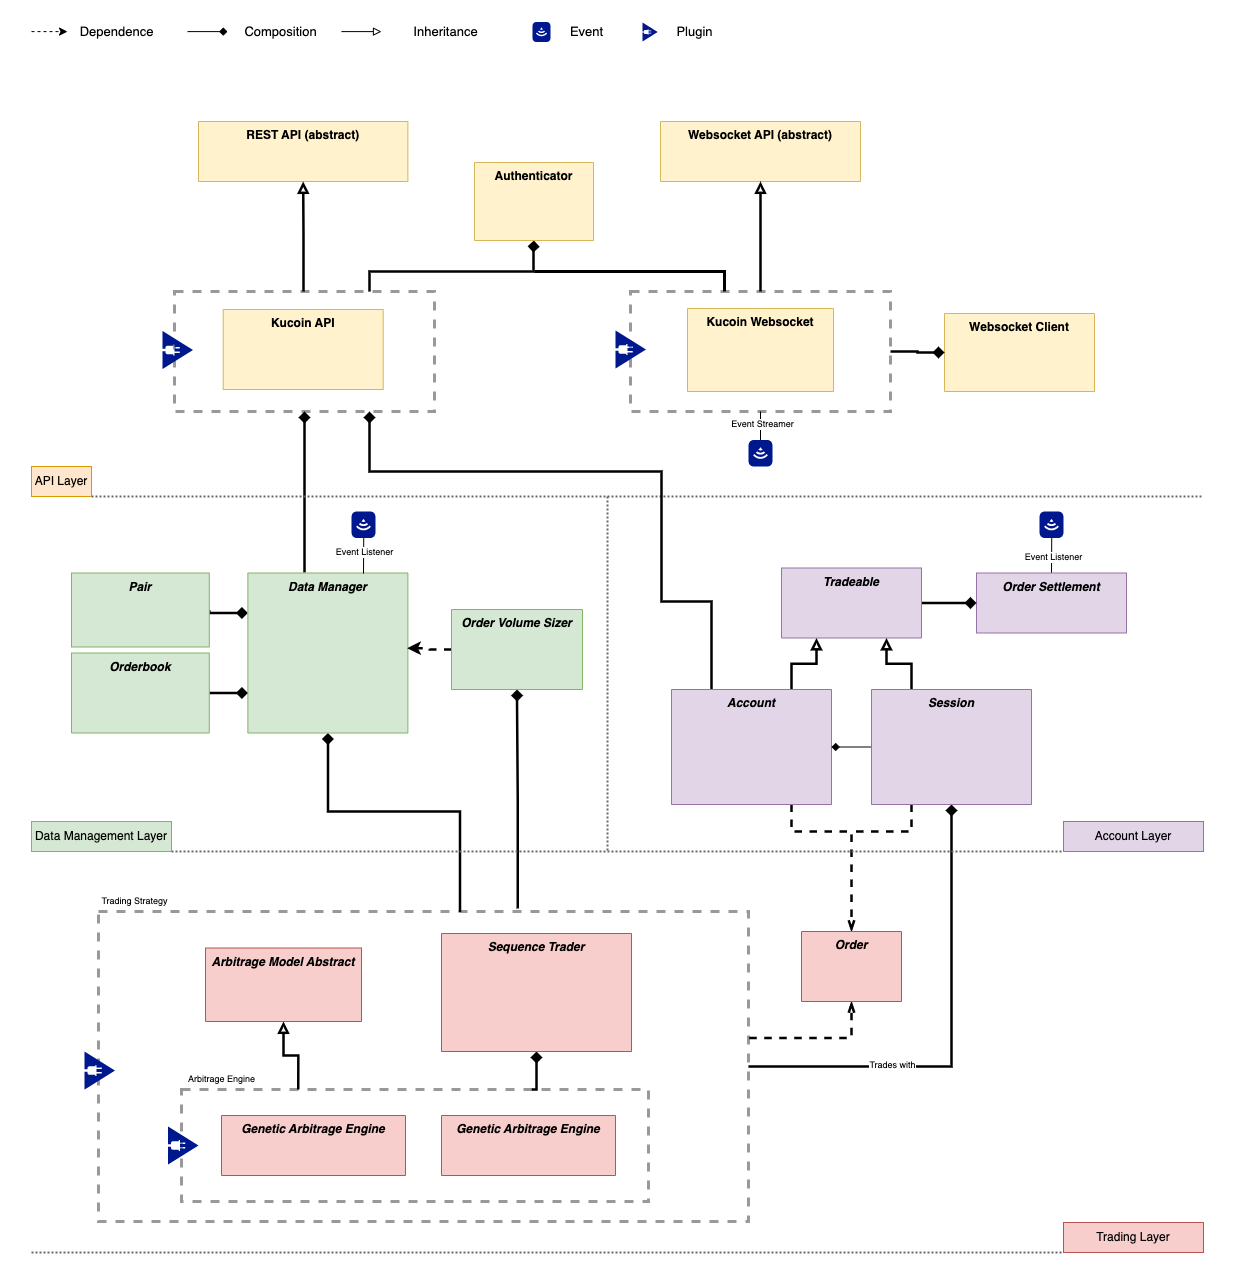 Dependence
Composition
Inheritance
Event
Plugin
REST API (abstract)
Websocket API (abstract)
Authenticator
Kucoin API
Kucoin Websocket
Websocket Client
Event Streamer
API Layer
Event Listener
Event Listener
Pair
Data Manager
Tradeable
Order Settlement
Order Volume Sizer
Orderbook
Account
Session
Data Management Layer
Account Layer
Trading Strategy
Order
Sequence Trader
Arbitrage Model Abstract
Trades with
Arbitrage Engine
Genetic Arbitrage Engine
Genetic Arbitrage Engine
Trading Layer